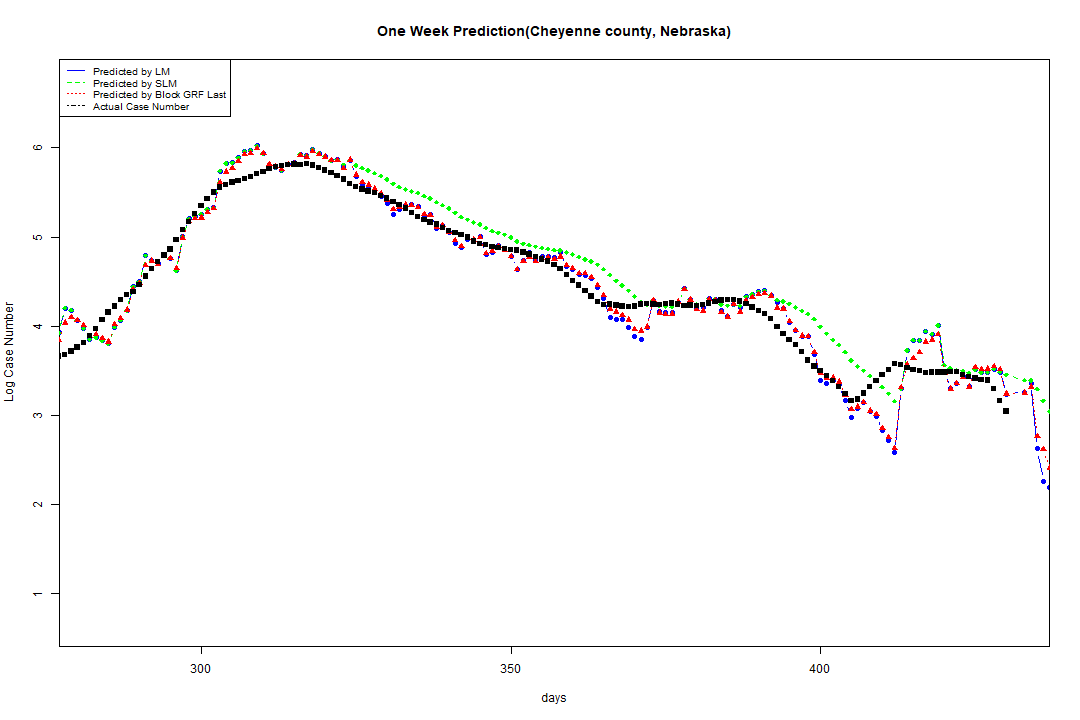 One Week Prediction(Cheyenne county, Nebraska)
Predicted by LM
Predicted by SLM
Predicted by Block GRF Last
Actual Case Number
6
5
4
3
2
1
Log Case Number
300
350
400
days